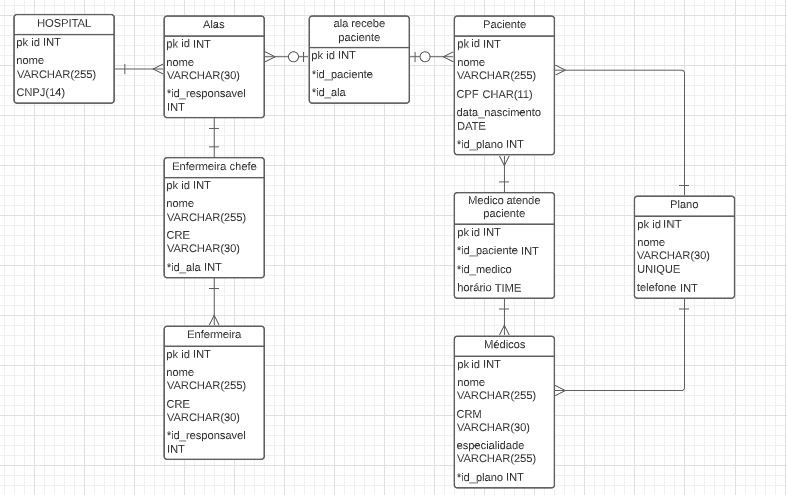 HOSPITAL
pk id INT
nome
VARCHAR(255)
CNPJ(14)
Alas
pk id INT
nome
VARCHAR(30)
*id_responsavel
INT
ala recebe
paciente
pk id INT
*id_paciente
*id_ala
Paciente
pk id INT
nome
VARCHAR(255)
CPF CHAR(11)
data_nascimento
DATE
*id_plano INT
Enfermeira chefe
pk id INT
nome
VARCHAR(255)
CRE
VARCHAR(30)
*id_ala INT
Medico atende
paciente
pk id INT
*id_paciente INT
*id_medico
horário TIME
Plano
pk id INT
nome
VARCHAR(30)
UNIQUE
telefone INT
Enfermeira
pk id INT
nome
VARCHAR(255)
CRE
VARCHAR(30)
*id_responsavel
INT
Médicos
pk id INT
nome
VARCHAR(255)
CRM
VARCHAR(30)
especialidade
VARCHAR(255)
*id_plano INT